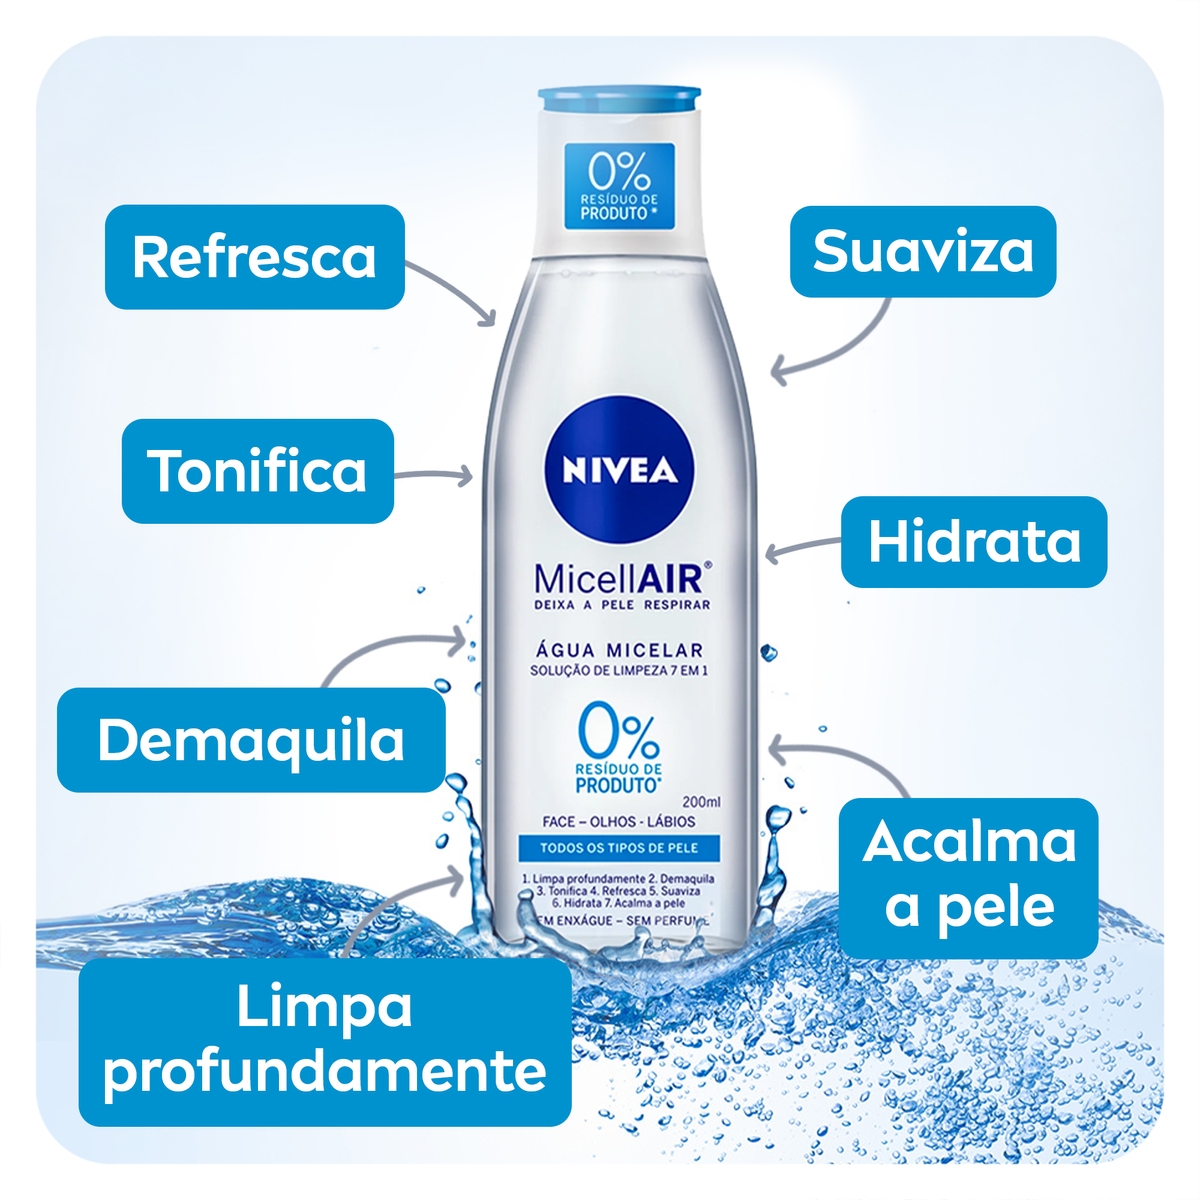 0%
RESÍDUO DE
PRODUTO*
Refresca
Suaviza
Tonifica
NIVEA
Hidrata
MicellAIR®
DEIXA A PELE RESPIRAR
ÁGUA MICELAR
SOLUÇÃO DE LIMPEZA 7 EM 1
Demaquila
0%
RESÍDUO DE
PRODUTO*
200ml
FACE – OLHOS - LÁBIOS
TODOS OS TIPOS DE PELE
Acalma
a pele
1. Limpa profundamente 2. Demaquila
3. Tonifica 4. Refresca 5. Suaviza
6. Hidrata 7. Acalma a pele
EM ENXÁGUE – SEM PERFUME
Limpa
profundamente